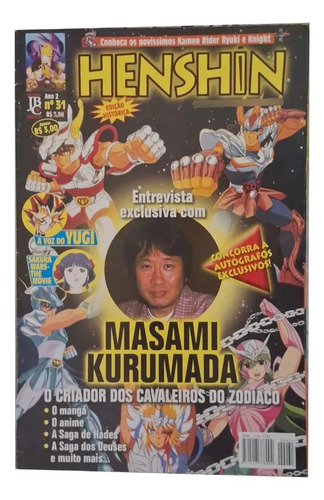 Conheça os novíssimos Kamen Rider Ryuki e Knight
HENSHIN
JBC
Ano 2
nº 31
R$ 5,90
R$ 5,00
EDIÇÃO
HISTÓRICA
Entrevista
exclusiva com
A VOZ DO YUGI
SAKURA
WARS-
THE
MOVIE
CONCORRA A
AUTÓGRAFOS
EXCLUSIVOS!
MASAMI
KURUMADA
O CRIADOR DOS CAVALEIROS DO ZODÍACO
• O mangá
• O anime
• A Saga de Hades
• A Saga dos Deuses
e muito mais...